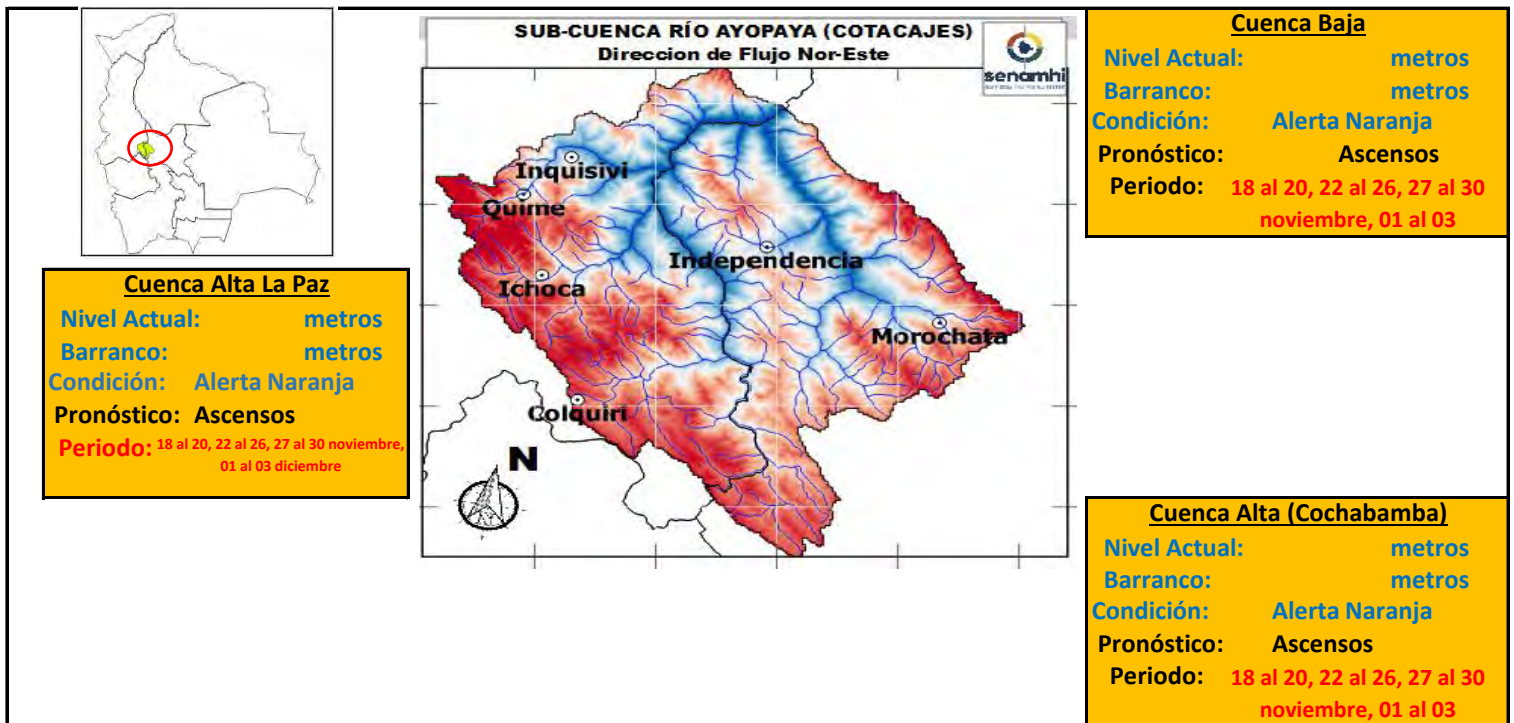 SUB-CUENCA RÍO AYOPAYA (COTACAJES)
Direccion de Flujo Nor-Este
senamhi
Inquisivi
Quime
Independencia
Ichoca
Morochata
Colquiri
N
Cuenca Alta La Paz
Nivel Actual: metros
Barranco: metros
Condición: Alerta Naranja
Pronóstico: Ascensos
Periodo: 18 al 20, 22 al 26, 27 al 30 noviembre,
01 al 03 diciembre
Cuenca Baja
Nivel Actual: metros
Barranco: metros
Condición: Alerta Naranja
Pronóstico: Ascensos
Periodo: 18 al 20, 22 al 26, 27 al 30
noviembre, 01 al 03
Cuenca Alta (Cochabamba)
Nivel Actual: metros
Barranco: metros
Condición: Alerta Naranja
Pronóstico: Ascensos
Periodo: 18 al 20, 22 al 26, 27 al 30
noviembre, 01 al 03